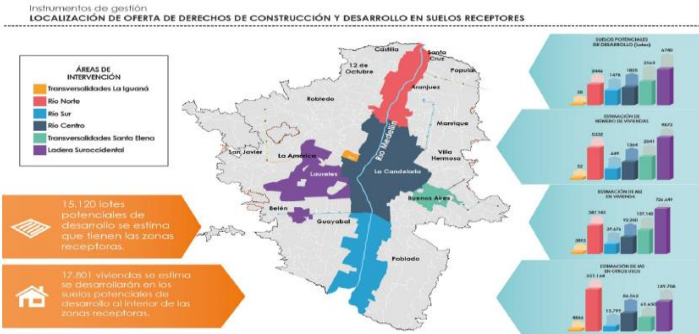 Instrumentos de gestión
LOCALIZACIÓN DE OFERTA DE DERECHOS DE CONSTRUCCIÓN Y DESARROLLO EN SUELOS RECEPTORES
ÁREAS DE
INTERVENCIÓN
Transversalidades La Iguaná
Río Norte
Río Sur
Río Centro
Transversalidades Santa Elena
Ladera Suroccidental
15.120 lotes
potenciales de
desarrollo se estima
que tienen las zonas
receptoras.
17.801 viviendas se estima
se desarrollarán en los
suelos potenciales de
desarrollo al interior de las
zonas receptoras.
Castilla
Santa
Cruz
12 de
Octubre
Popular
Aranjuez
Robledo
Manrique
Río Medellín
San Javier
La América
Villa
Hermosa
Laureles
La Candelaria
Buenos Aires
Belén
Guayabal
Poblado
SUELOS POTENCIALES
DE DESARROLLO (Lotes)
6740
2446
1478
ESTIMACIÓN DE
NÚMERO DE VIVIENDAS
5332
52
ESTIMACIÓN DE M2
EN VIVIENDA
ESTIMACIÓN DE M2
EN OTROS USOS